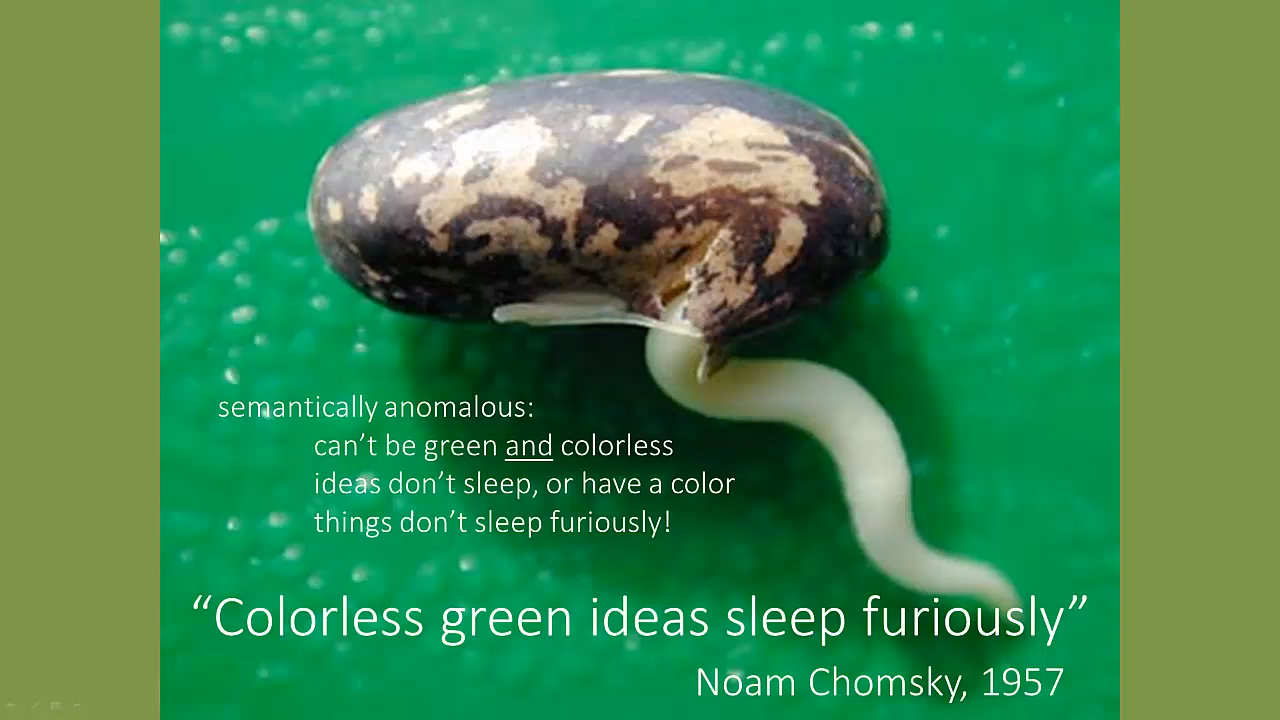 semantically anomalous:
can’t be green and colorless
ideas don’t sleep, or have a color
things don’t sleep furiously!
“Colorless green ideas sleep furiously”
Noam Chomsky, 1957